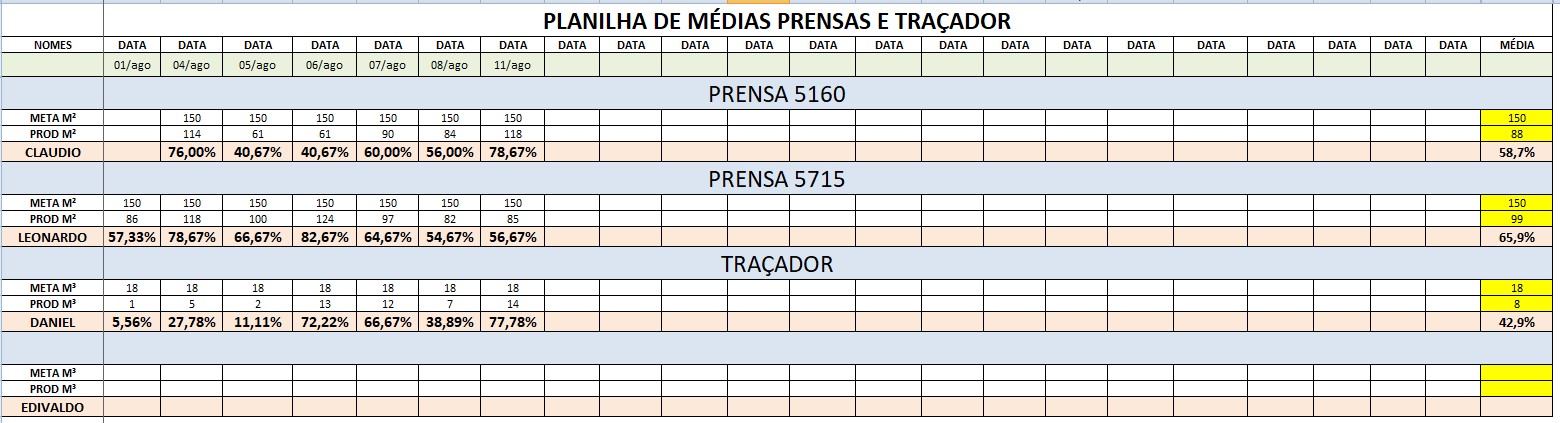 PLANILHA DE MÉDIAS PRENSAS E TRAÇADOR
NOMES DATA DATA DATA DATA DATA DATA DATA DATA DATA DATA DATA DATA DATA DATA DATA DATA DATA DATA DATA DATA DATA DATA MÉDIA
01/ago 04/ago 05/ago 06/ago 07/ago 08/ago 11/ago
PRENSA 5160
META M² 150 150 150 150 150 150 150
PROD M² 114 61 61 90 84 118 88
CLAUDIO 76,00% 40,67% 40,67% 60,00% 56,00% 78,67% 58,7%
PRENSA 5715
META M² 150 150 150 150 150 150 150 150
PROD M² 86 118 100 124 97 82 85 99
LEONARDO 57,33% 78,67% 66,67% 82,67% 64,67% 54,67% 56,67% 65,9%
TRAÇADOR
META M³ 18 18 18 18 18 18 18 18
PROD M³ 1 5 2 13 12 7 14 8
DANIEL 5,56% 27,78% 11,11% 72,22% 66,67% 38,89% 77,78% 42,9%
META M³
PROD M³
EDIVALDO